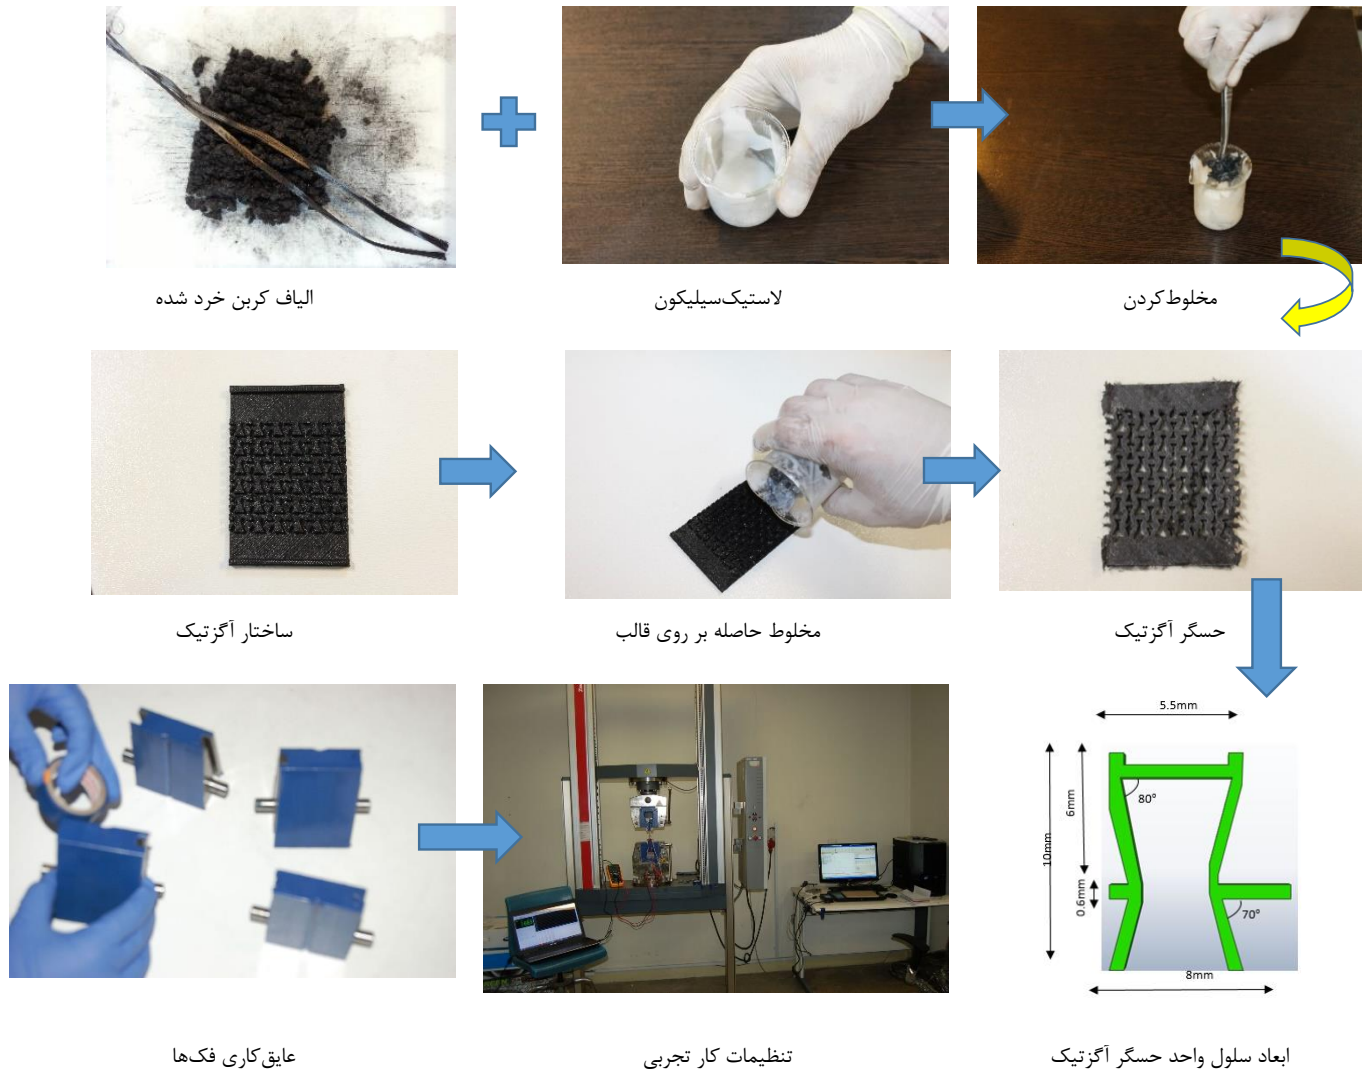 الیاف کربن خرد شده
لاستیک‌سیلیکون
مخلوط‌کردن
ساختار آگزتیک
مخلوط حاصله بر روی قالب
حسگر آگزتیک
5.5mm
80°
6mm
10mm
0.6mm
70°
8mm
عایق‌کاری فک‌ها
تنظیمات کار تجربی
ابعاد سلول واحد حسگر آگزتیک